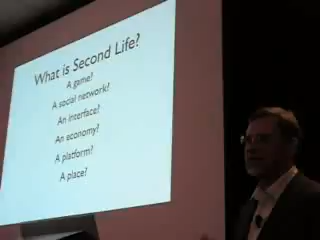 What is Second Life?
A game?
A social network?
An interface?
An economy?
A platform?
A place?